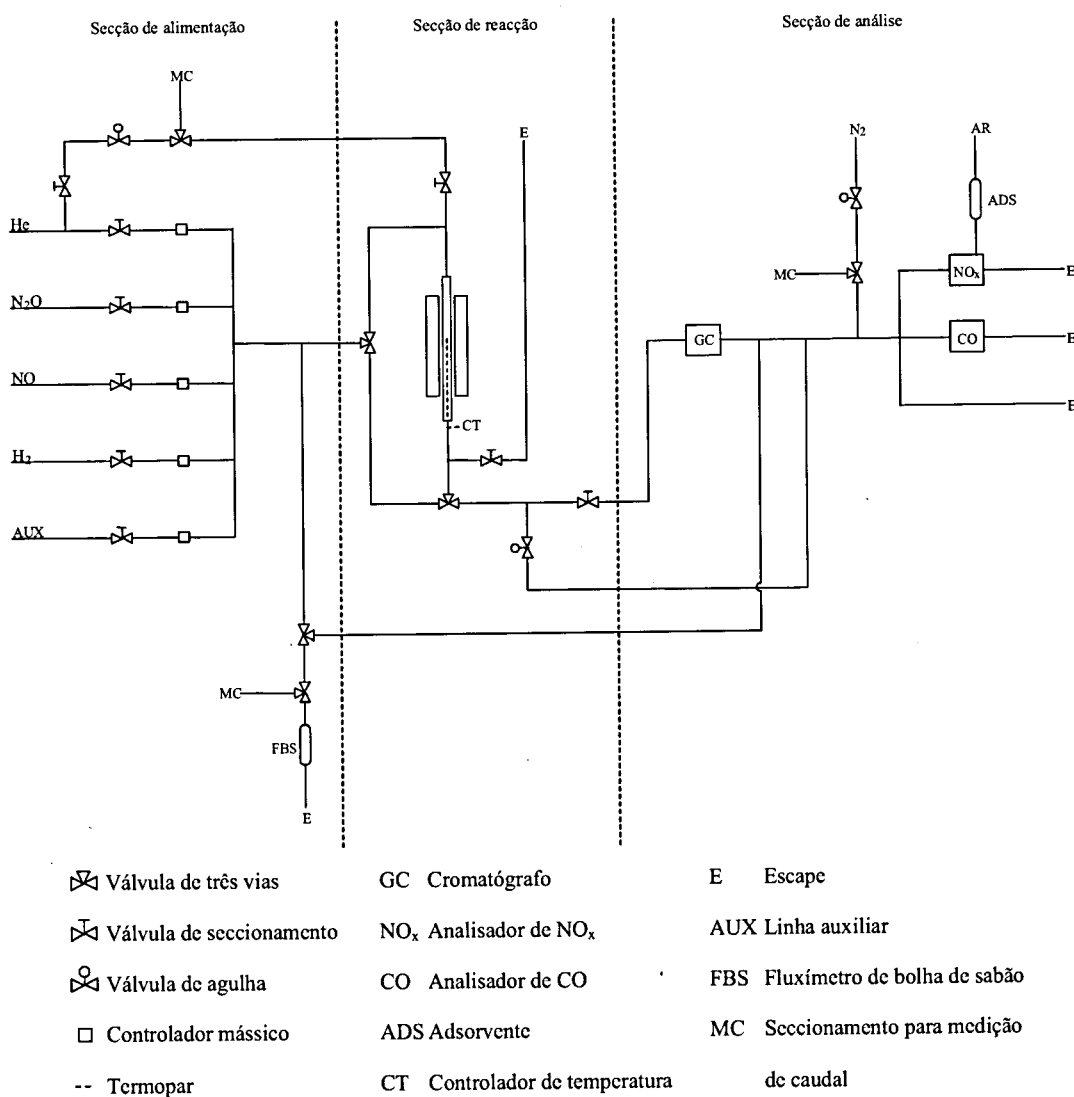 Secção de alimentação
Secção de reacção
Secção de análise
MC
E
N2
AR
ADS
He
MC
NOx
E
N2O
GC
CO
E
NO
E
CT
H2
AUX
MC
FBS
E
Válvula de três vias
GC Cromatógrafo
E Escape
Válvula de seccionamento
NOx Analisador de NOx
AUX Linha auxiliar
Válvula de agulha
CO Analisador de CO
FBS Fluxímetro de bolha de sabão
Controlador mássico
ADS Adsorvente
MC Seccionamento para medição
-- Termopar
CT Controlador de temperatura
de caudal